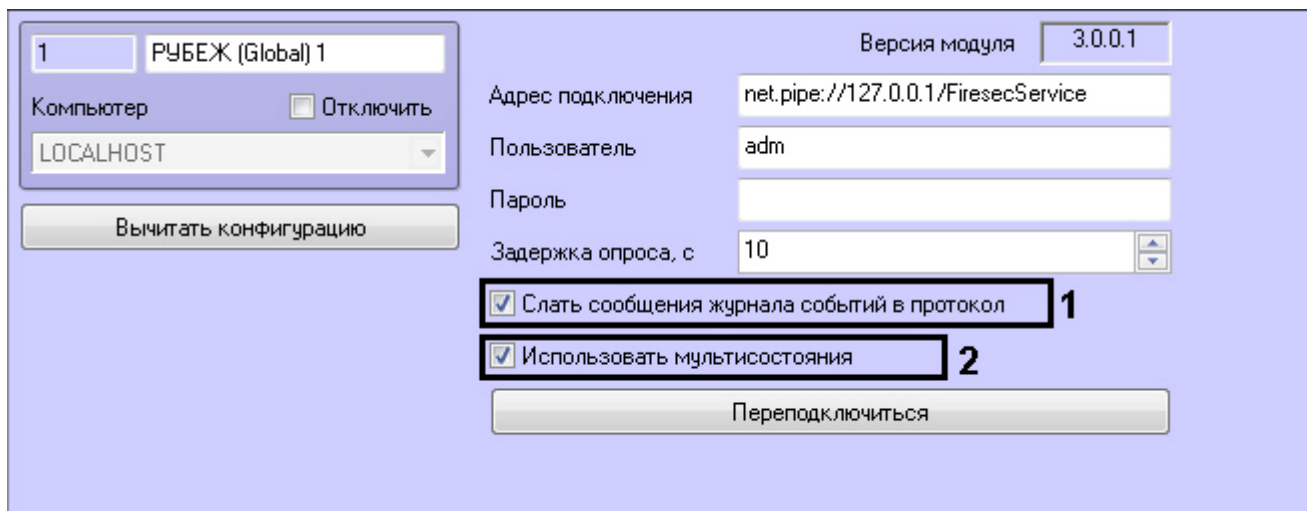 1
РУБЕЖ (Global) 1
Компьютер
Отключить
LOCALHOST
Вычитать конфигурацию
Версия модуля 3.0.0.1
Адрес подключения net.pipe://127.0.0.1/FiresecService
Пользователь adm
Пароль
Задержка опроса, с 10
Слать сообщения журнала событий в протокол 1
Использовать мультисостояния 2
Переподключиться